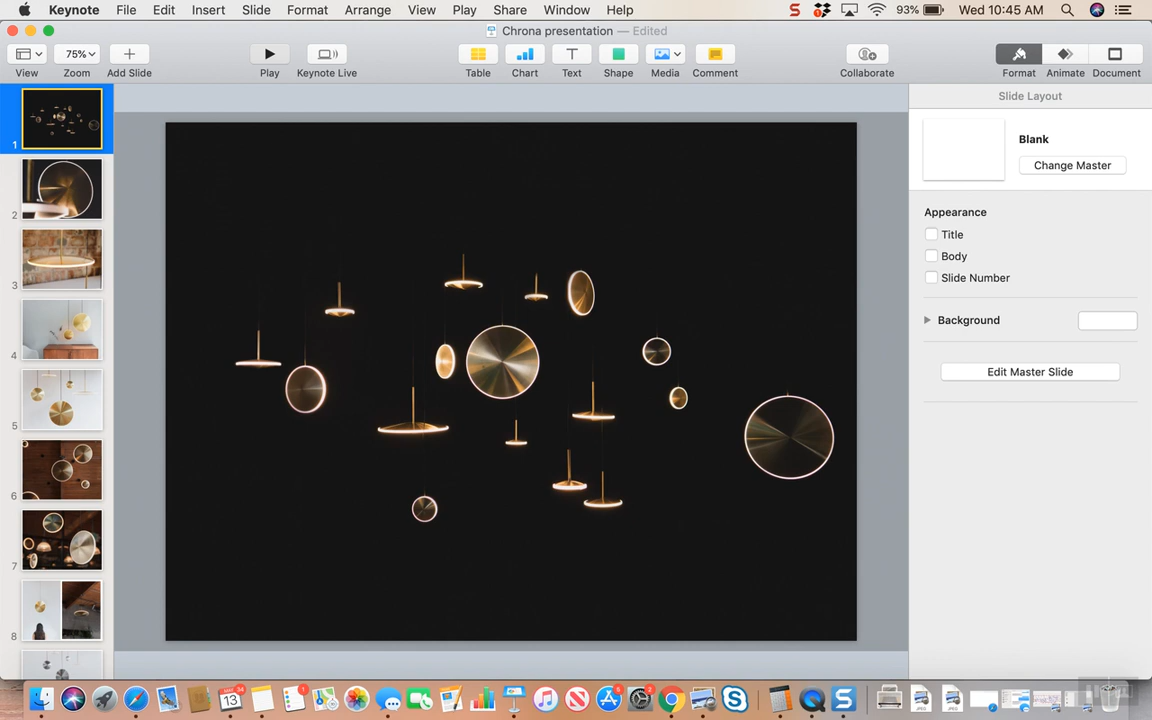 Keynote File Edit Insert Slide Format Arrange View Play Share Window Help 93% Wed 10:45 AM
Chrona presentation — Edited
75%
View Zoom Add Slide Play Keynote Live Table Chart Text Shape Media Comment Collaborate Format Animate Document
Slide Layout
Blank
Change Master
Appearance
Title
Body
Slide Number
Background
Edit Master Slide
1
2
3
4
5
6
7
8